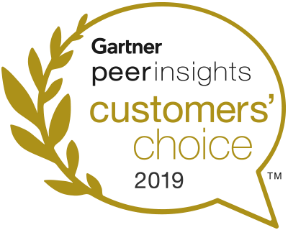 Gartner
peerinsights
customers’
choice
2019
™